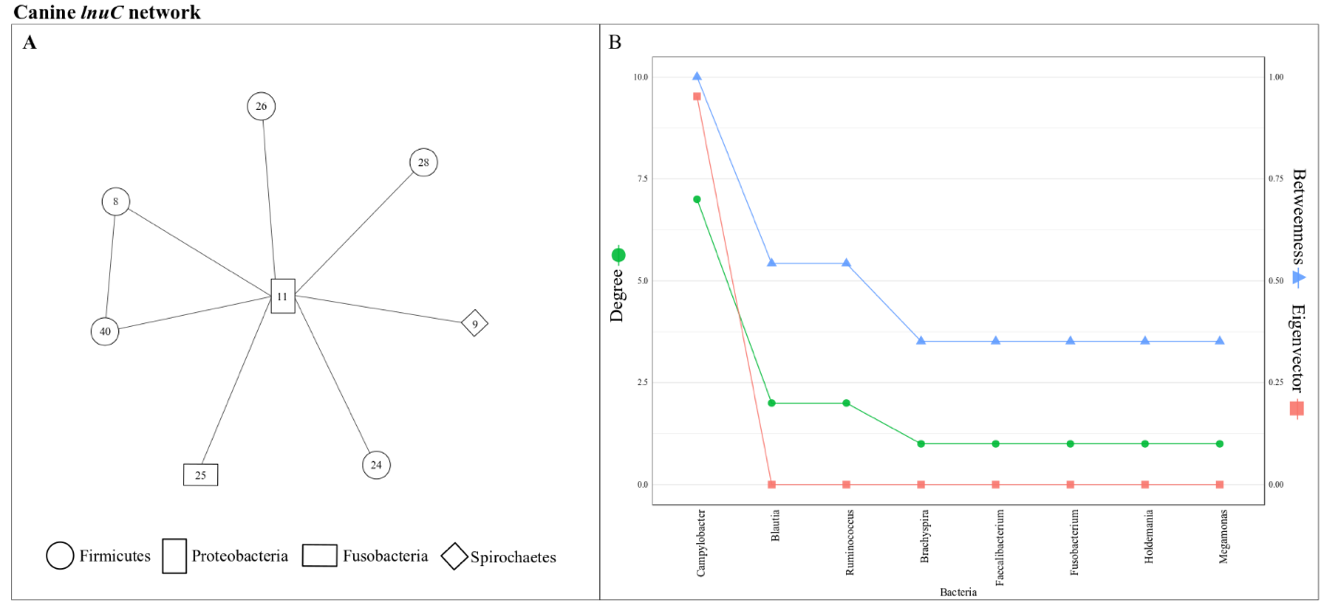 Canine lnuC network
A
26
28
8
11
9
40
25
24
Firmicutes
Proteobacteria
Fusobacteria
Spirochaetes
B
10.0
7.5
5.0
2.5
0.0
Degree
1.00
0.75
0.50
0.25
0.00
Betweenness
Eigenvector
Campylobacter
Blautia
Ruminococcus
Brachyspira
Faecalibacterium
Fusobacterium
Holdemania
Megamonas
Bacteria